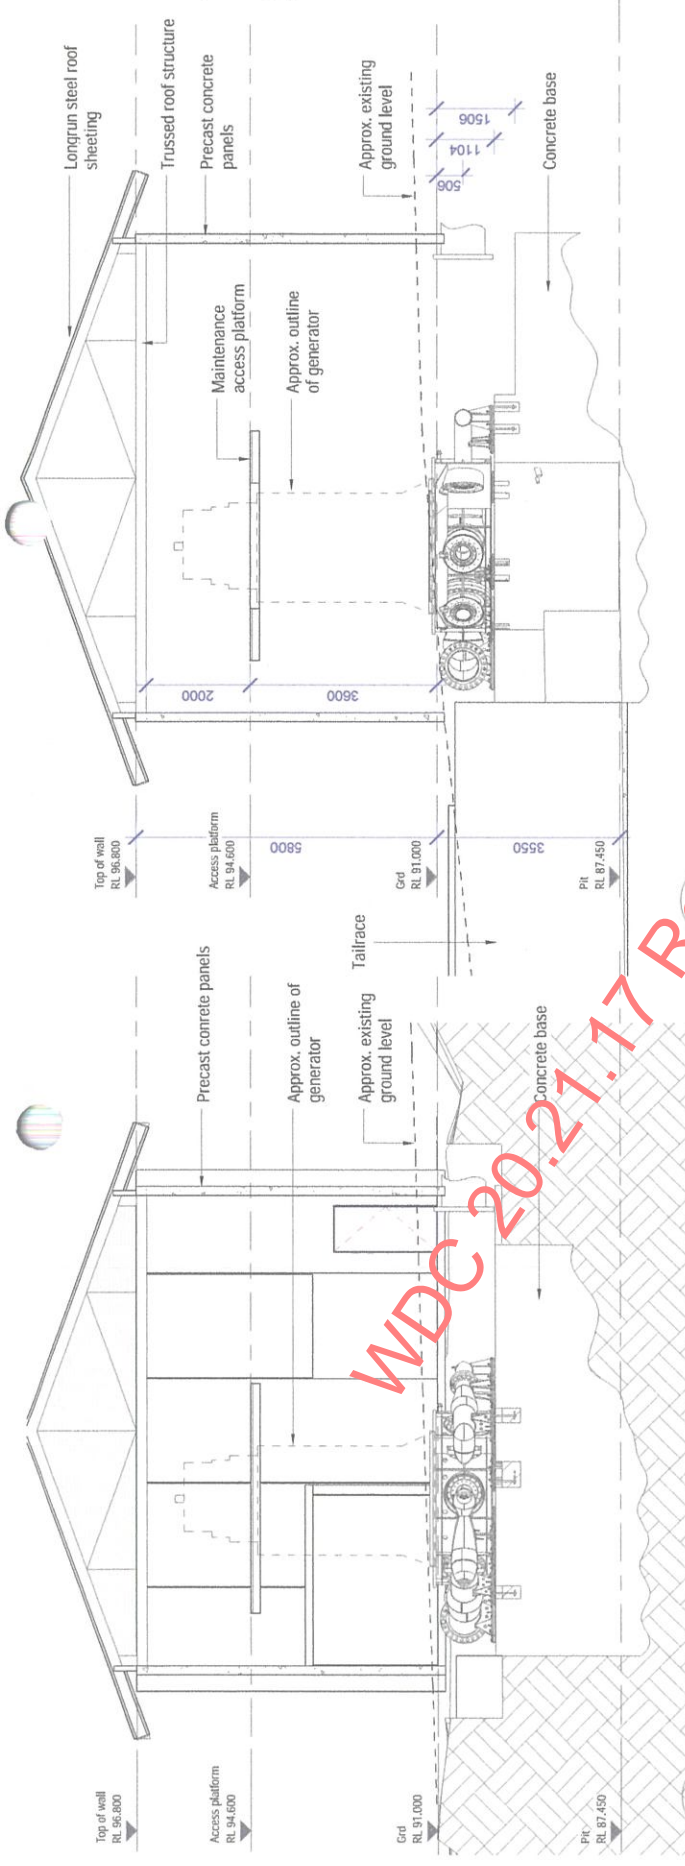 Longrun steel roof
sheeting
Trussed roof structure
Precast concrete
panels
Maintenance
access platform
Approx. outline
of generator
Approx. existing
ground level
Concrete base
506
1104
1506
2000
3600
5800
3550
Top of wall
RL 96.800
Access platform
RL 94.600
Grd
RL 91.000
Pit
RL 87.450
Tailrace
Precast conrete panels
Approx. outline of
generator
Approx. existing
ground level
Concrete base
Top of wall
RL 96.800
Access platform
RL 94.600
Grd
RL 91.000
Pit
RL 87.450
WDC 20.21.17 R